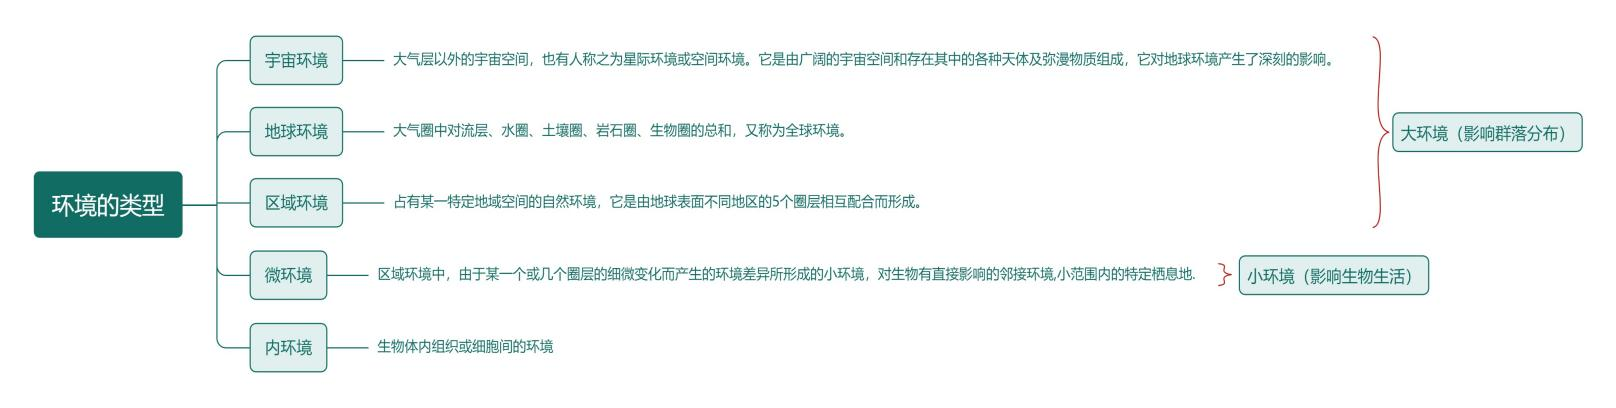 环境的类型
宇宙环境
大气层以外的宇宙空间，也有人称之为星际环境或空间环境。它是由广阔的宇宙空间和存在其中的各种天体及弥漫物质组成，它对地球环境产生了深刻的影响。
地球环境
大气圈中对流层、水圈、土壤圈、岩石圈、生物圈的总和，又称为全球环境。
区域环境
占有某一特定地域空间的自然环境，它是由地球表面不同地区的5个圈层相互配合而形成。
大环境（影响群落分布）
微环境
区域环境中，由于某一个或几个圈层的细微变化而产生的环境差异所形成的小环境，对生物有直接影响的邻接环境,小范围内的特定栖息地.
小环境（影响生物生活）
内环境
生物体内组织或细胞间的环境